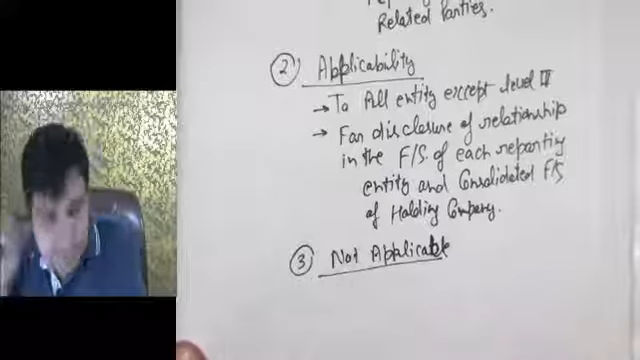 Related Parties.
② Applicability
→ To All entity except level IV
→ For disclosure of relationship
in the F/S. of each reporting
entity and Consolidated F/S
of Holding Company.
③ Not Applicable